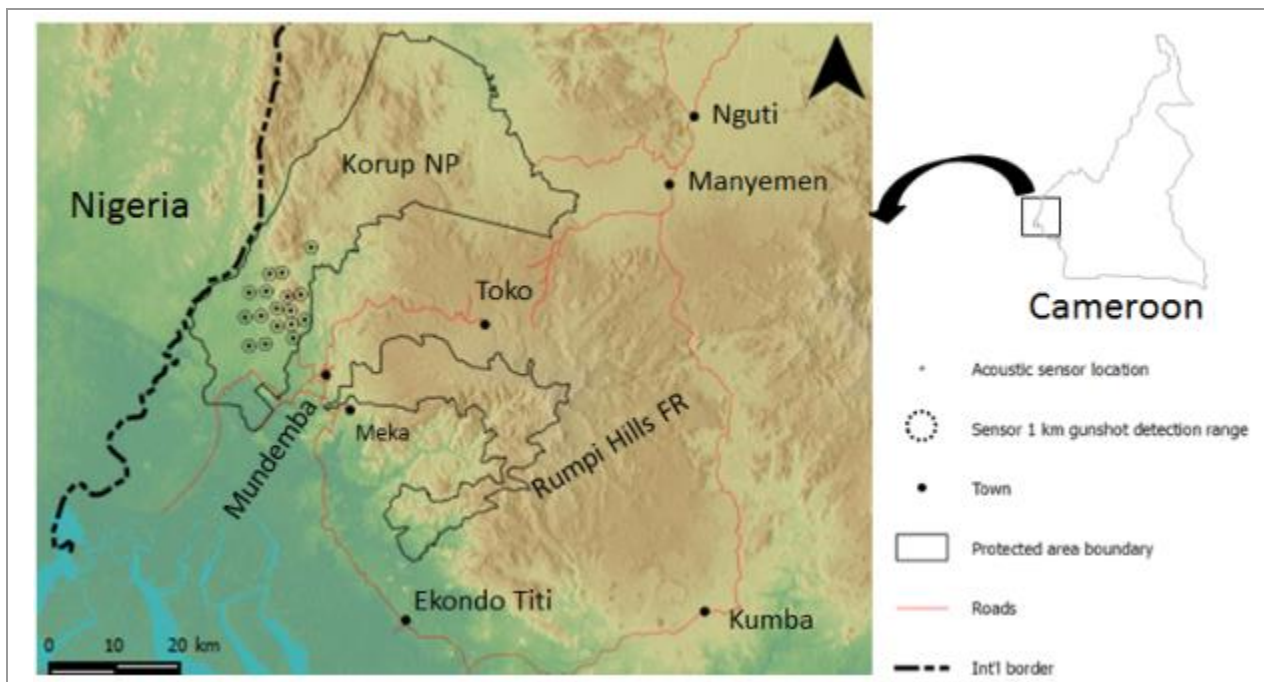 Nguti
Korup NP
Manyemen
Nigeria
Toko
Cameroon
Mundemba
Meka
Rumpi Hills FR
Ekondo Titi
Kumba
0 10 20 km
Acoustic sensor location
Sensor 1 km gunshot detection range
Town
Protected area boundary
Roads
Int'l border